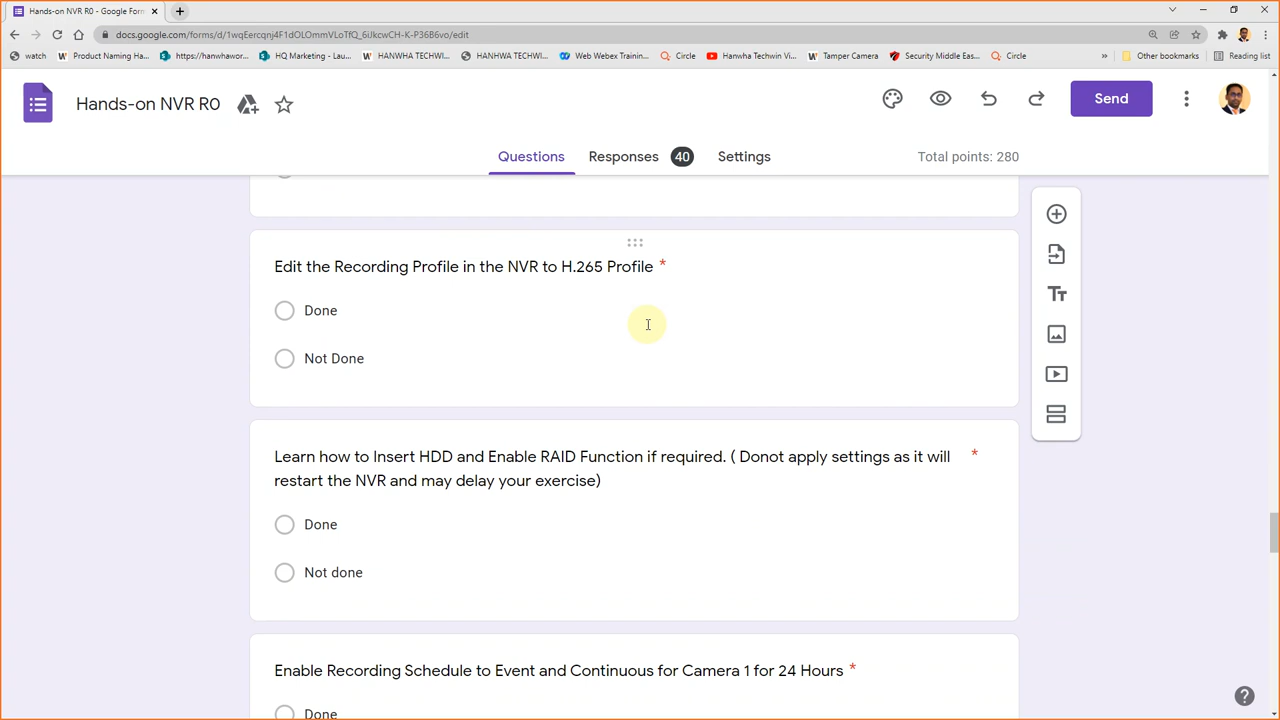 Hands-on NVR R0 - Google Form
docs.google.com/forms/d/1wqEercqnj4F1dOLOmmVLoTfQ_6iJkcwCH-K-P36B6vo/edit
watch
Product Naming Ha...
https://hanwhawor...
HQ Marketing - Lau...
HANWHA TECHWI...
HANHWA TECHWI...
Web Webex Training...
Circle
Hanwha Techwin Vi...
Tamper Camera
Security Middle Eas...
Circle
»
Other bookmarks
Reading list
Hands-on NVR R0
Send
Questions
Responses 40
Settings
Total points: 280
Edit the Recording Profile in the NVR to H.265 Profile *
Done
Not Done
Learn how to Insert HDD and Enable RAID Function if required. ( Donot apply settings as it will *
restart the NVR and may delay your exercise)
Done
Not done
Enable Recording Schedule to Event and Continuous for Camera 1 for 24 Hours *
Done